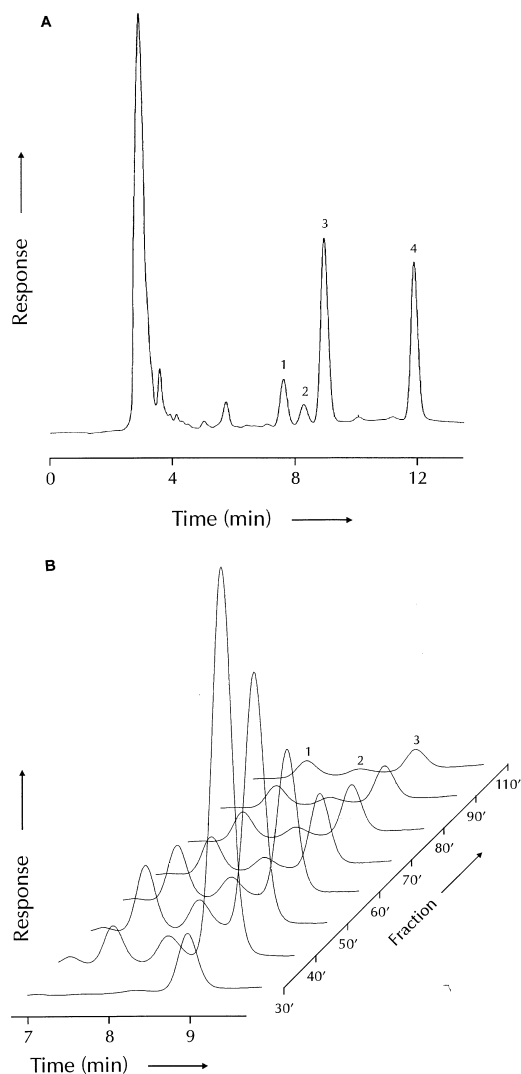 A
Response
1
2
3
4
0 4 8 12
Time (min)
B
Response
1 2 3
110'
90'
80'
70'
60'
50'
40'
30'
Fraction
7 8 9
Time (min)